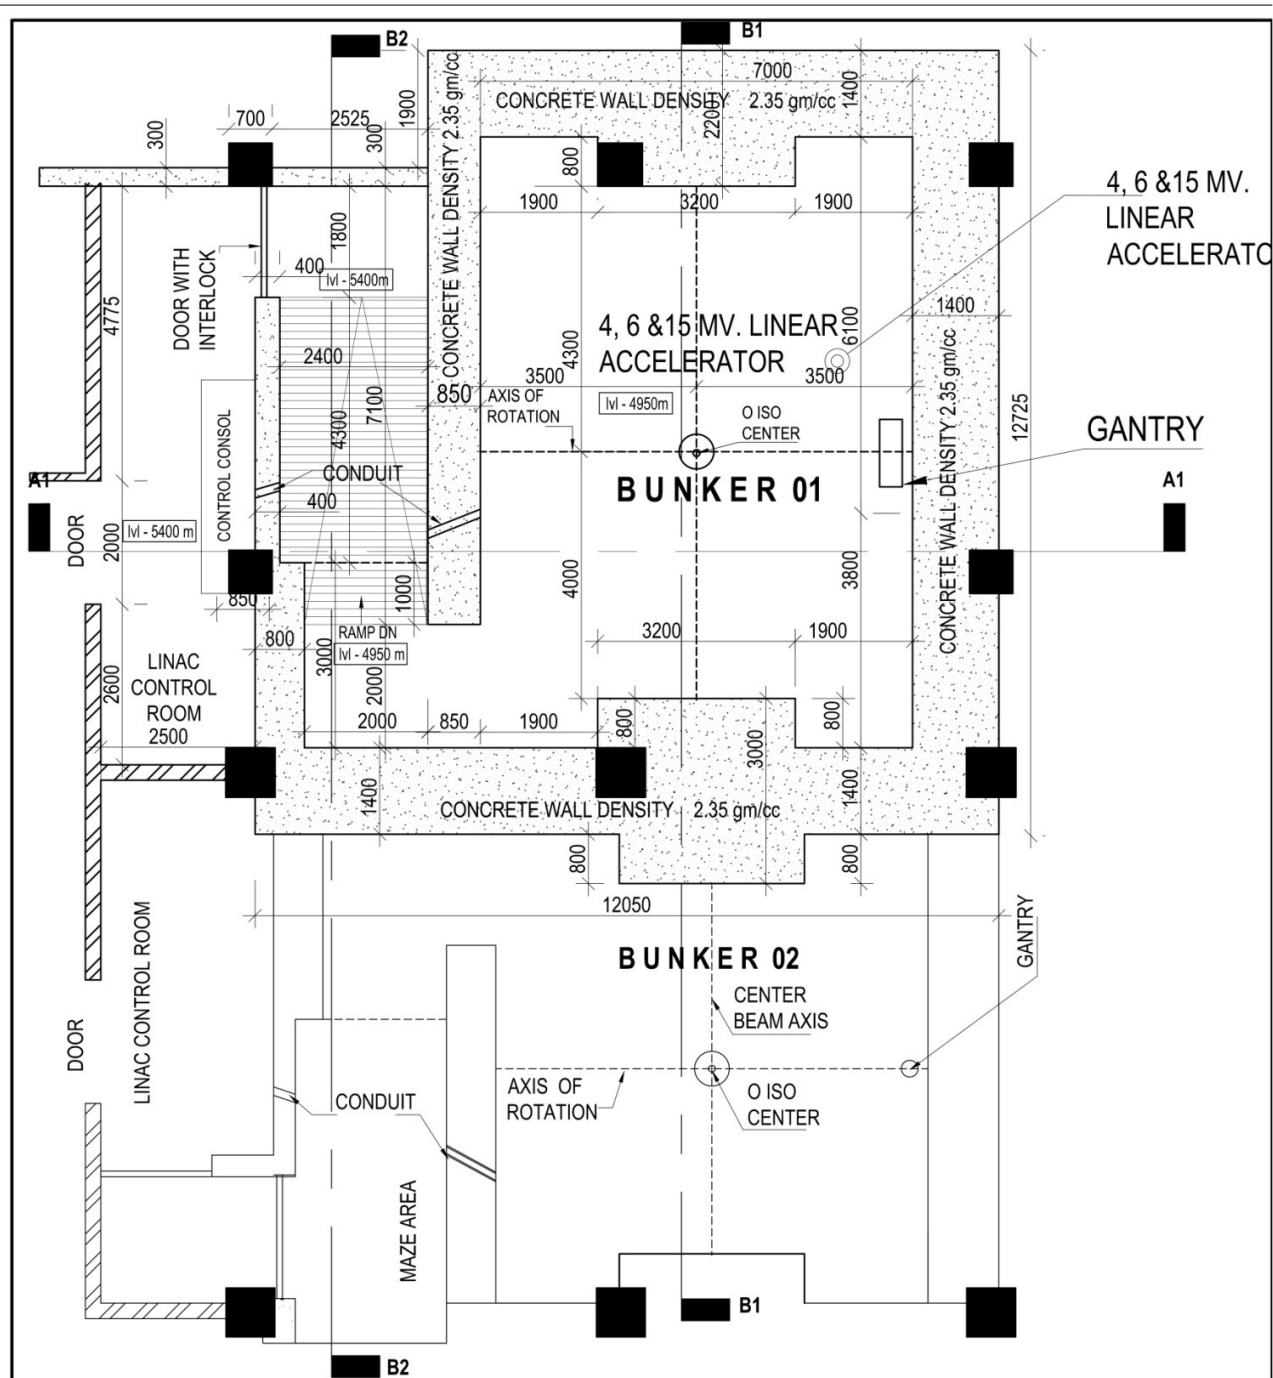 B2
B1
7000
CONCRETE WALL DENSITY 2.35 gm/cc
1400
2200
1900
CONCRETE WALL DENSITY 2.35 gm/cc
700
2525
300
300
800
1900
3200
1900
4, 6 &15 MV.
LINEAR
ACCELERATO
1800
DOOR WITH
INTERLOCK
400
lvl - 5400m
4775
4, 6 &15 MV. LINEAR
ACCELERATOR
6100
1400
2400
4300
3500
3500
850
AXIS OF
ROTATION
lvl - 4950m
O ISO
CENTER
CONCRETE WALL DENSITY 2.35 gm/cc
12725
GANTRY
7100
4300
CONTROL CONSOL
CONDUIT
BUNKER 01
A1
A1
400
DOOR
2000
lvl - 5400 m
4000
3800
1000
850
RAMP DN
lvl - 4950 m
800
3000
3200
1900
LINAC
CONTROL
ROOM
2600
2000
2500
2000
850
1900
800
3000
800
1400
CONCRETE WALL DENSITY 2.35 gm/cc
1400
800
800
12050
LINAC CONTROL ROOM
BUNKER 02
GANTRY
CENTER
BEAM AXIS
DOOR
CONDUIT
AXIS OF
ROTATION
O ISO
CENTER
MAZE AREA
B1
B2